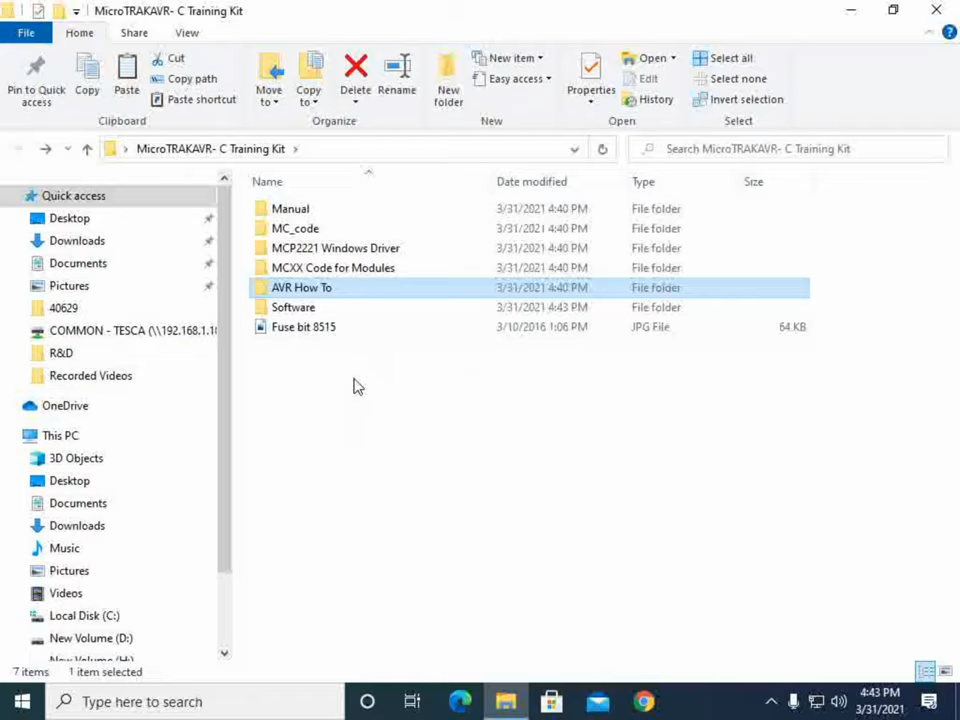 MicroTRAKAVR- C Training Kit
File Home Share View
Pin to Quick access
Copy
Paste
Cut
Copy path
Paste shortcut
Clipboard
Move to
Copy to
Delete
Rename
Organize
New folder
New item
Easy access
New
Properties
Open
Edit
History
Open
Select all
Select none
Invert selection
Select
MicroTRAKAVR- C Training Kit
Search MicroTRAKAVR- C Training Kit
Name Date modified Type Size
Quick access
Desktop
Downloads
Documents
Pictures
40629
COMMON - TESCA (\\192.168.1.10
R&D
Recorded Videos
OneDrive
This PC
3D Objects
Desktop
Documents
Downloads
Music
Pictures
Videos
Local Disk (C:)
New Volume (D:)
New Volume (H:)
Manual 3/31/2021 4:40 PM File folder
MC_code 3/31/2021 4:40 PM File folder
MCP2221 Windows Driver 3/31/2021 4:40 PM File folder
MCXX Code for Modules 3/31/2021 4:40 PM File folder
AVR How To 3/31/2021 4:40 PM File folder
Software 3/31/2021 4:43 PM File folder
Fuse bit 8515 3/10/2016 1:06 PM JPG File 64 KB
7 items 1 item selected
Type here to search
4:43 PM
3/31/2021